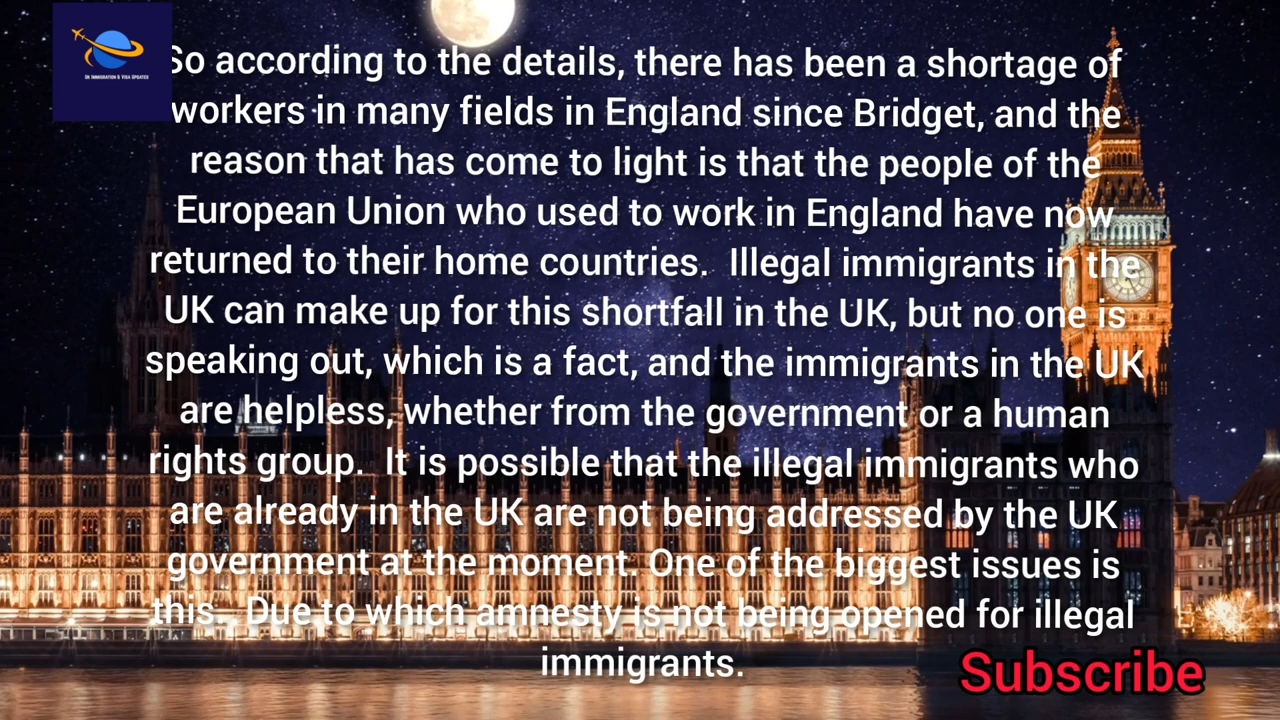 UK IMMIGRATION & VISA UPDATES
So according to the details, there has been a shortage of
workers in many fields in England since Bridget, and the
reason that has come to light is that the people of the
European Union who used to work in England have now
returned to their home countries. Illegal immigrants in the
UK can make up for this shortfall in the UK, but no one is
speaking out, which is a fact, and the immigrants in the UK
are helpless, whether from the government or a human
rights group. It is possible that the illegal immigrants who
are already in the UK are not being addressed by the UK
government at the moment. One of the biggest issues is
this. Due to which amnesty is not being opened for illegal
immigrants.
Subscribe